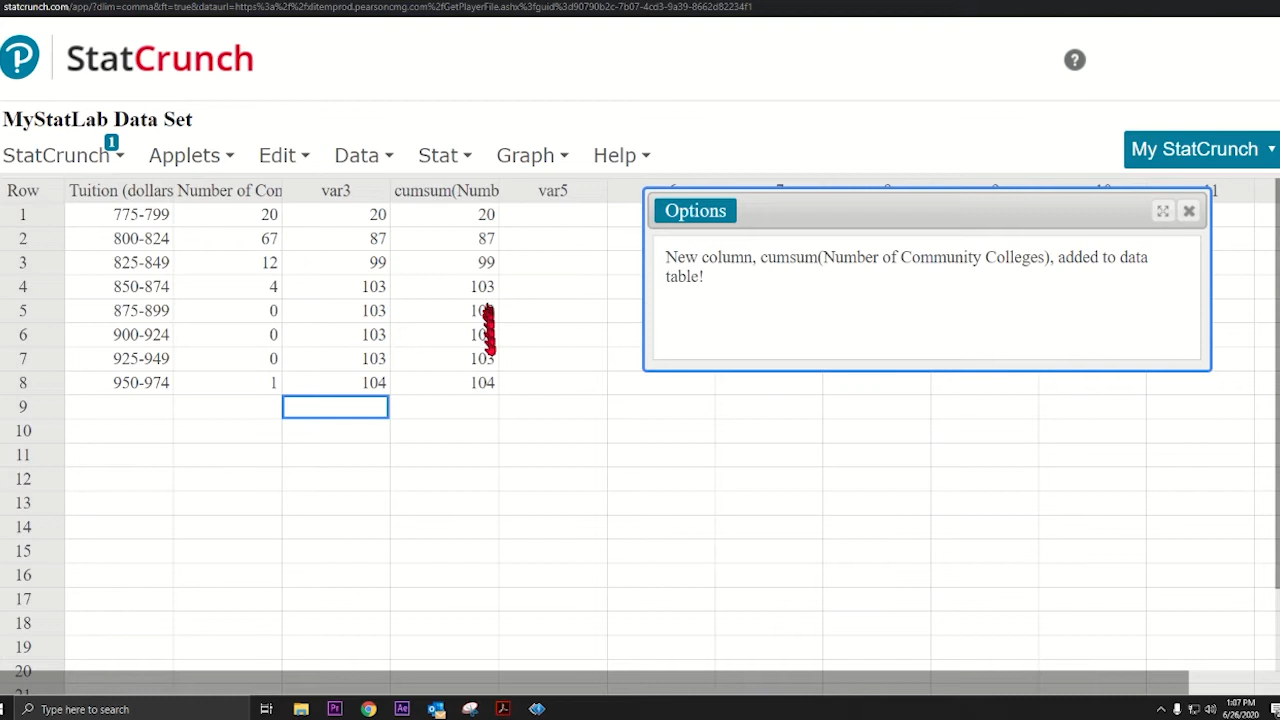 statcrunch.com/app/?dlim=comma&ft=true&dataurl=https%3a%2f%2fditemprod.pearsoncmg.com%2fGetPlayerFile.ashx%3fguid%3d90790b2c-7b07-4cd3-9a39-8662d82234f1
P StatCrunch ?
MyStatLab Data Set
StatCrunch 1 Applets Edit Data Stat Graph Help My StatCrunch
Row Tuition (dollars Number of Con var3 cumsum(Numb var5 11
1 775-799 20 20 20
2 800-824 67 87 87
3 825-849 12 99 99
4 850-874 4 103 103
5 875-899 0 103
6 900-924 0 103
7 925-949 0 103 103
8 950-974 1 104 104
9
10
11
12
13
14
15
16
17
18
19
20
Options
New column, cumsum(Number of Community Colleges), added to data
table!
Type here to search
Pr
Ae
1:07 PM
6/26/2020